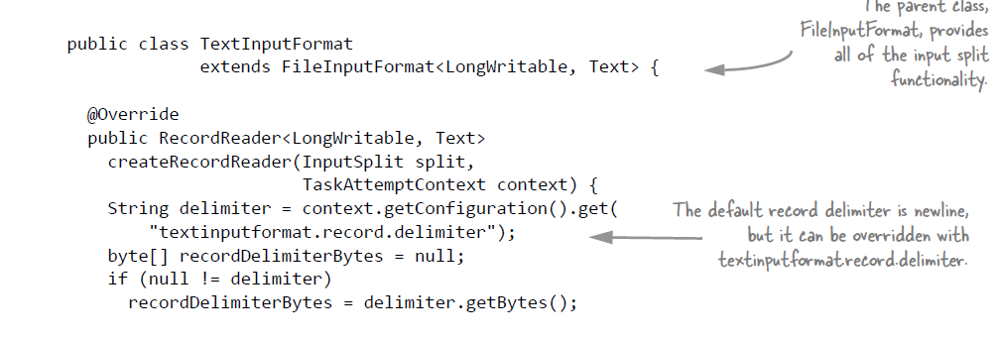 The parent class,
public class TextInputFormat
FileInputFormat, provides
extends FileInputFormat<LongWritable, Text> {
all of the input split
functionality.
@Override
public RecordReader<LongWritable, Text>
createRecordReader(InputSplit split,
TaskAttemptContext context) {
String delimiter = context.getConfiguration().get(
The default record delimiter is newline,
"textinputformat.record.delimiter");
but it can be overridden with
byte[] recordDelimiterBytes = null;
textinputformat.record.delimiter.
if (null != delimiter)
recordDelimiterBytes = delimiter.getBytes();